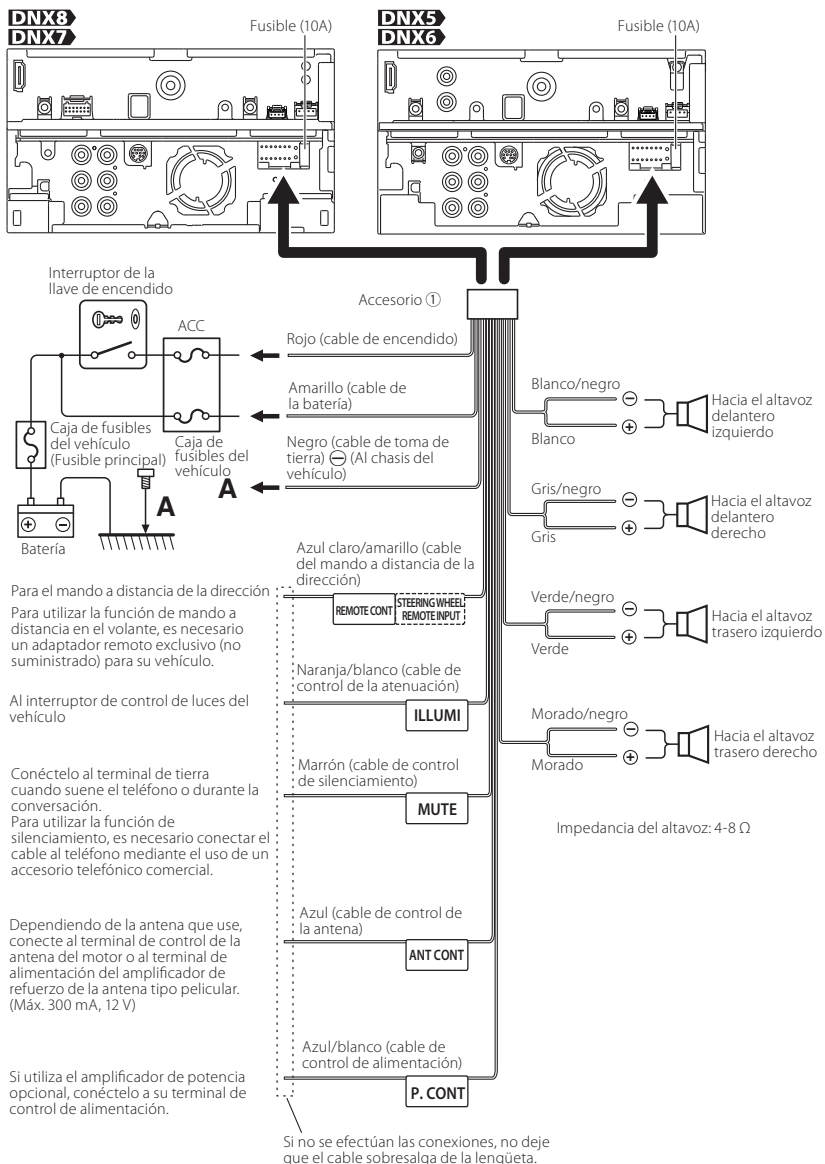 DNX8
DNX7
Fusible (10A)
DNX5
DNX6
Fusible (10A)
Interruptor de la
llave de encendido
ACC
Accesorio ①
Rojo (cable de encendido)
Amarillo (cable de
la batería)
Negro (cable de toma de
tierra) ⊖ (Al chasis del
vehículo)
Caja de fusibles
del vehículo
(Fusible principal)
Caja de
fusibles del
vehículo
A
A
⊕ ⊖
Batería
Blanco/negro
⊖
Blanco
⊕
Hacia el altavoz
delantero
izquierdo
Gris/negro
⊖
Gris
⊕
Hacia el altavoz
delantero
derecho
Verde/negro
⊖
Verde
⊕
Hacia el altavoz
trasero izquierdo
Morado/negro
⊖
Morado
⊕
Hacia el altavoz
trasero derecho
Impedancia del altavoz: 4-8 Ω
Azul claro/amarillo (cable
del mando a distancia de la
dirección)
REMOTE CONT
STEERING WHEEL
REMOTE INPUT
Para el mando a distancia de la dirección
Para utilizar la función de mando a
distancia en el volante, es necesario
un adaptador remoto exclusivo (no
suministrado) para su vehículo.
Naranja/blanco (cable de
control de la atenuación)
ILLUMI
Al interruptor de control de luces del
vehículo
Marrón (cable de control
de silenciamiento)
MUTE
Conéctelo al terminal de tierra
cuando suene el teléfono o durante la
conversación.
Para utilizar la función de
silenciamiento, es necesario conectar el
cable al teléfono mediante el uso de un
accesorio telefónico comercial.
Azul (cable de control de
la antena)
ANT CONT
Dependiendo de la antena que use,
conecte al terminal de control de la
antena del motor o al terminal de
alimentación del amplificador de
refuerzo de la antena tipo pelicular.
(Máx. 300 mA, 12 V)
Azul/blanco (cable de
control de alimentación)
P. CONT
Si utiliza el amplificador de potencia
opcional, conéctelo a su terminal de
control de alimentación.
Si no se efectúan las conexiones, no deje
que el cable sobresalga de la lengüeta.